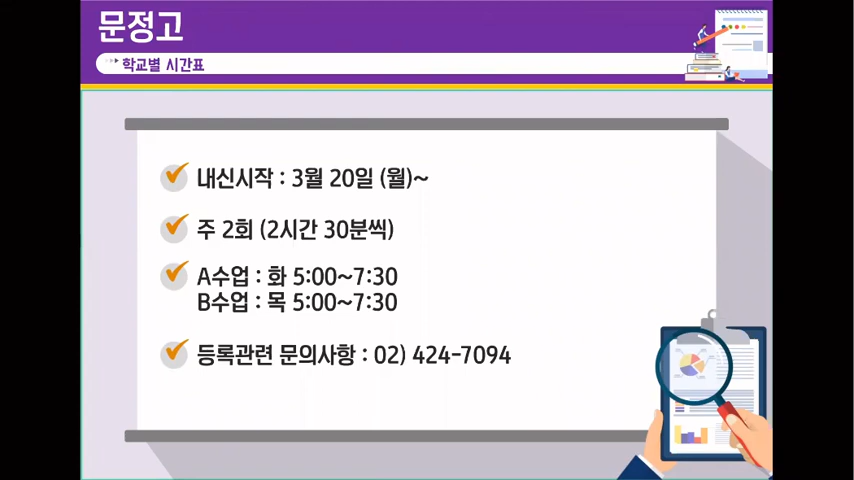 문정고
학교별 시간표
내신시작 : 3월 20일 (월)~
주 2회 (2시간 30분씩)
A수업 : 화 5:00~7:30
B수업 : 목 5:00~7:30
등록관련 문의사항 : 02) 424-7094